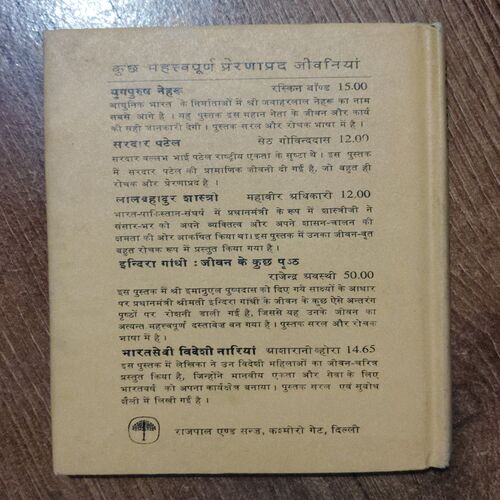 कुछ महत्त्वपूर्ण प्रेरणाप्रद जीवनियां
युगपुरुष नेहरू रस्किन बॉण्ड 15.00
आधुनिक भारत के निर्माताओं में श्री जवाहरलाल नेहरू का नाम
सबसे आगे है । यह पुस्तक इस महान नेता के जीवन और कार्य
की सही जानकारी देगी । पुस्तक सरल और रोचक भाषा में है ।
सरदार पटेल सेठ गोविन्ददास 12.00
सरदार वल्लभ भाई पटेल राष्ट्रीय एकता के सृष्टा थे । इस पुस्तक
में सरदार पटेल की प्रामाणिक जीवनी दी गई है, जो बहुत ही
रोचक और प्रेरणाप्रद है ।
लालबहादुर शास्त्री महावीर अधिकारी 12.00
भारत-पाकिस्तान-संघर्ष में प्रधानमंत्री के रूप में शास्त्रीजी ने
संसार-भर को अपने व्यक्तित्व और अपने शासन-चालन की
क्षमता की ओर आकर्षित किया था। इस पुस्तक में उनका जीवन-वृत्त
बहुत रोचक रूप में प्रस्तुत किया गया है ।
इन्दिरा गांधी : जीवन के कुछ पृष्ठ
राजेन्द्र अवस्थी 50.00
इस पुस्तक में श्री इमानुएल पुष्पदास को दिए गये साक्ष्यों के आधार
पर प्रधानमंत्री श्रीमती इन्दिरा गांधी के जीवन के कुछ ऐसे अन्तरंग
पृष्ठों पर रोशनी डाली गई है, जिससे यह उनके जीवन का
अत्यन्त महत्त्वपूर्ण दस्तावेज बन गया है । पुस्तक सरल और रोचक
भाषा में है ।
भारतसेवी विदेशी नारियां आशारानी व्होरा 14.65
इस पुस्तक में लेखिका ने उन विदेशी महिलाओं का जीवन-चरित्र
प्रस्तुत किया है, जिन्होंने मानवीय एकता और सेवा के लिए
भारतवर्ष को अपना कार्यक्षेत्र बनाया। पुस्तक सरल एवं सुबोध
शैली में लिखी गई है ।
राजपाल एण्ड सन्ज़, कश्मीरी गेट, दिल्ली